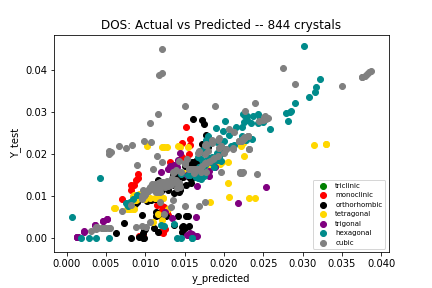 DOS: Actual vs Predicted -- 844 crystals
Y_test
0.04
0.03
0.02
0.01
0.00
triclinic
monoclinic
orthorhombic
tetragonal
trigonal
hexagonal
cubic
0.000 0.005 0.010 0.015 0.020 0.025 0.030 0.035 0.040
y_predicted